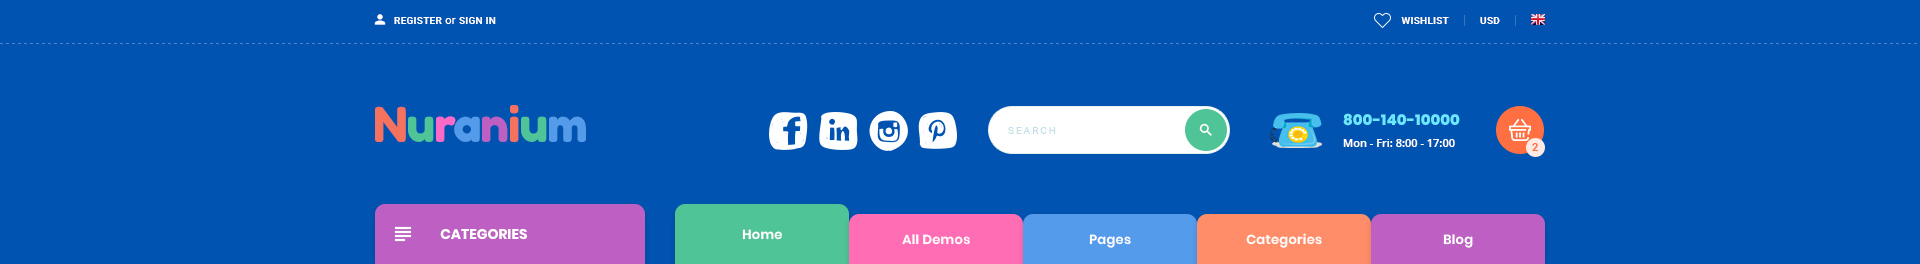 REGISTER or SIGN IN
WISHLIST
USD
Nuranium
SEARCH
800-140-10000
Mon - Fri: 8:00 - 17:00
2
CATEGORIES
Home
All Demos
Pages
Categories
Blog